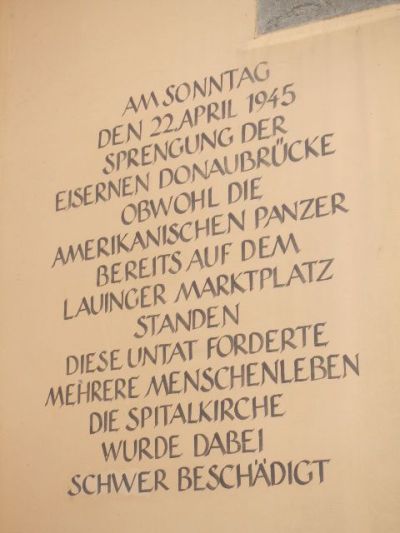 AM SONNTAG
DEN 22. APRIL 1945
SPRENGUNG DER
EISERNEN DONAUBRÜCKE
OBWOHL DIE
AMERIKANISCHEN PANZER
BEREITS AUF DEM
LAUINGER MARKTPLATZ
STANDEN
DIESE UNTAT FORDERTE
MEHRERE MENSCHENLEBEN
DIE SPITALKIRCHE
WURDE DABEI
SCHWER BESCHÄDIGT